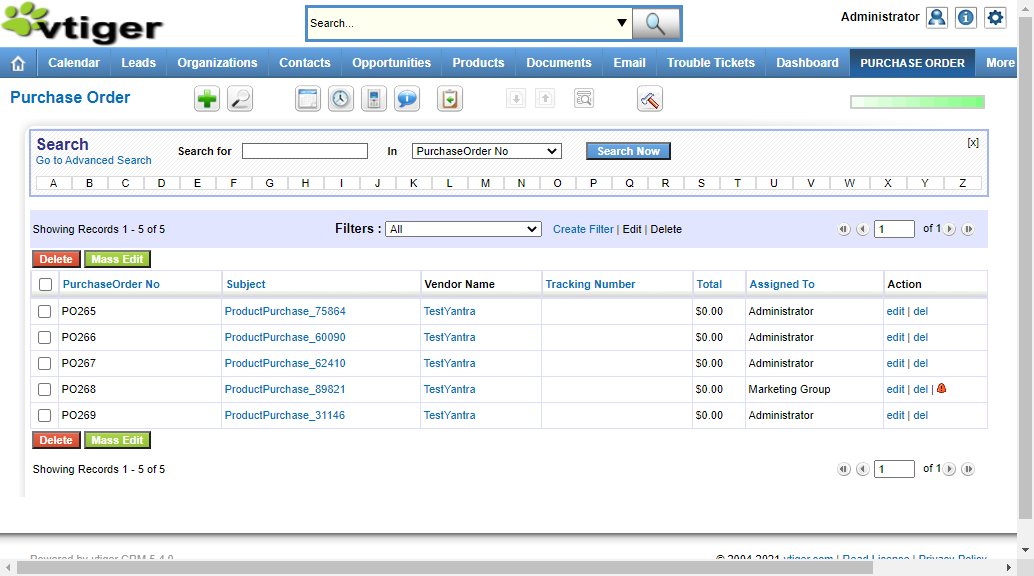 vtiger
Search...
Administrator
Calendar Leads Organizations Contacts Opportunities Products Documents Email Trouble Tickets Dashboard PURCHASE ORDER More
Purchase Order
Search
Go to Advanced Search
Search for In PurchaseOrder No Search Now [x]
A B C D E F G H I J K L M N O P Q R S T U V W X Y Z
Showing Records 1 - 5 of 5 Filters : All Create Filter | Edit | Delete 1 of 1
Delete Mass Edit
PurchaseOrder No Subject Vendor Name Tracking Number Total Assigned To Action
PO265 ProductPurchase_75864 TestYantra $0.00 Administrator edit | del
PO266 ProductPurchase_60090 TestYantra $0.00 Administrator edit | del
PO267 ProductPurchase_62410 TestYantra $0.00 Administrator edit | del
PO268 ProductPurchase_89821 TestYantra $0.00 Marketing Group edit | del |
PO269 ProductPurchase_31146 TestYantra $0.00 Administrator edit | del
Delete Mass Edit
Showing Records 1 - 5 of 5 1 of 1
Powered by vtiger CRM 5.4.0 © 2004-2021 vtiger.com | Read License | Privacy Policy